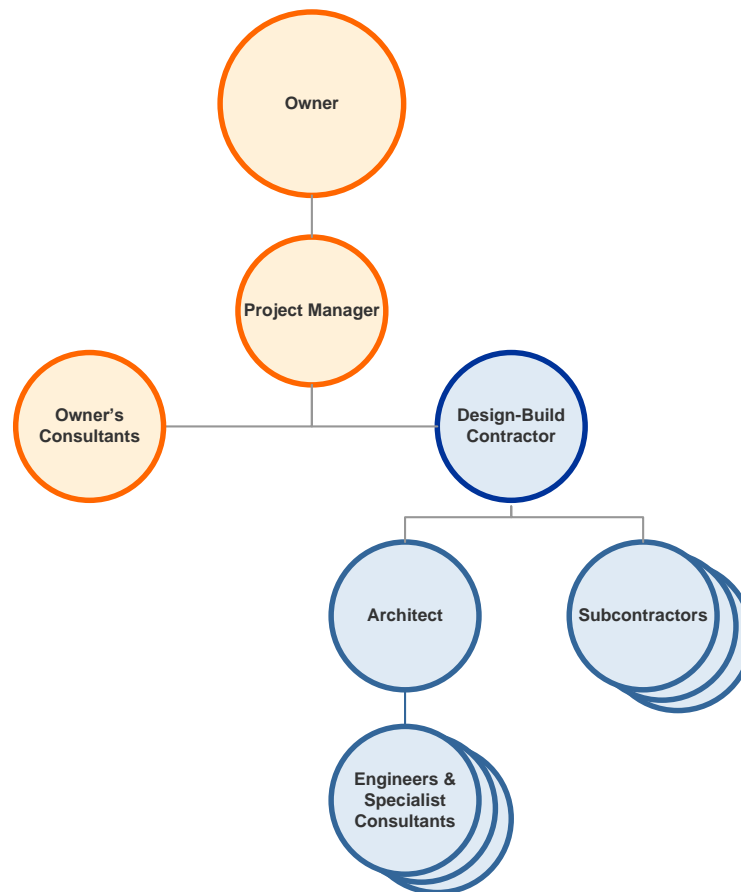 Owner
Project Manager
Owner’s
Consultants
Design-Build
Contractor
Architect
Subcontractors
Engineers &
Specialist
Consultants